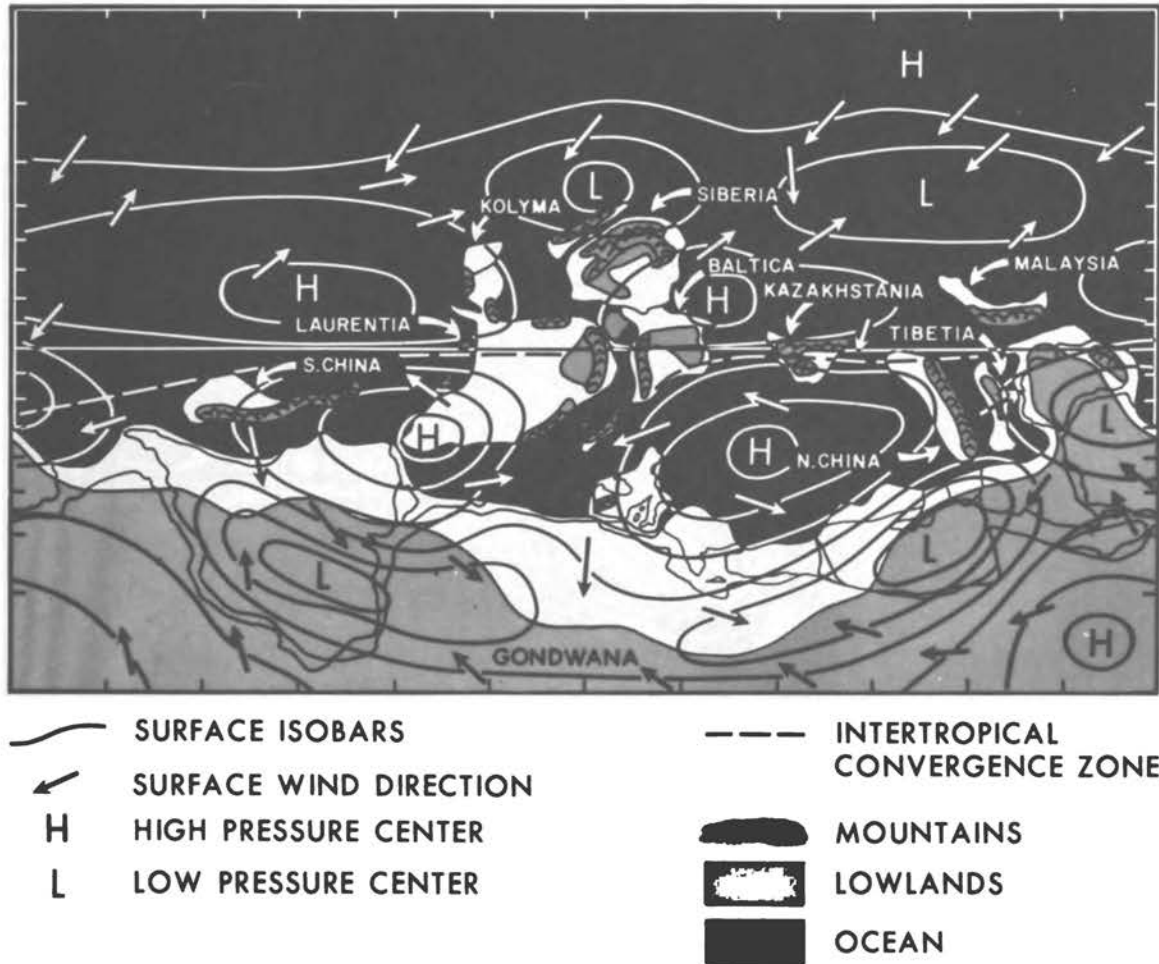 H
L
SIBERIA
KOLYMA
L
H
BALTICA
MALAYSIA
H
KAZAKHSTANIA
LAURENTIA
TIBETIA
S. CHINA
L
H
H
N. CHINA
L
L
GONDWANA
H
SURFACE ISOBARS
SURFACE WIND DIRECTION
H HIGH PRESSURE CENTER
L LOW PRESSURE CENTER
INTERTROPICAL
CONVERGENCE ZONE
MOUNTAINS
LOWLANDS
OCEAN